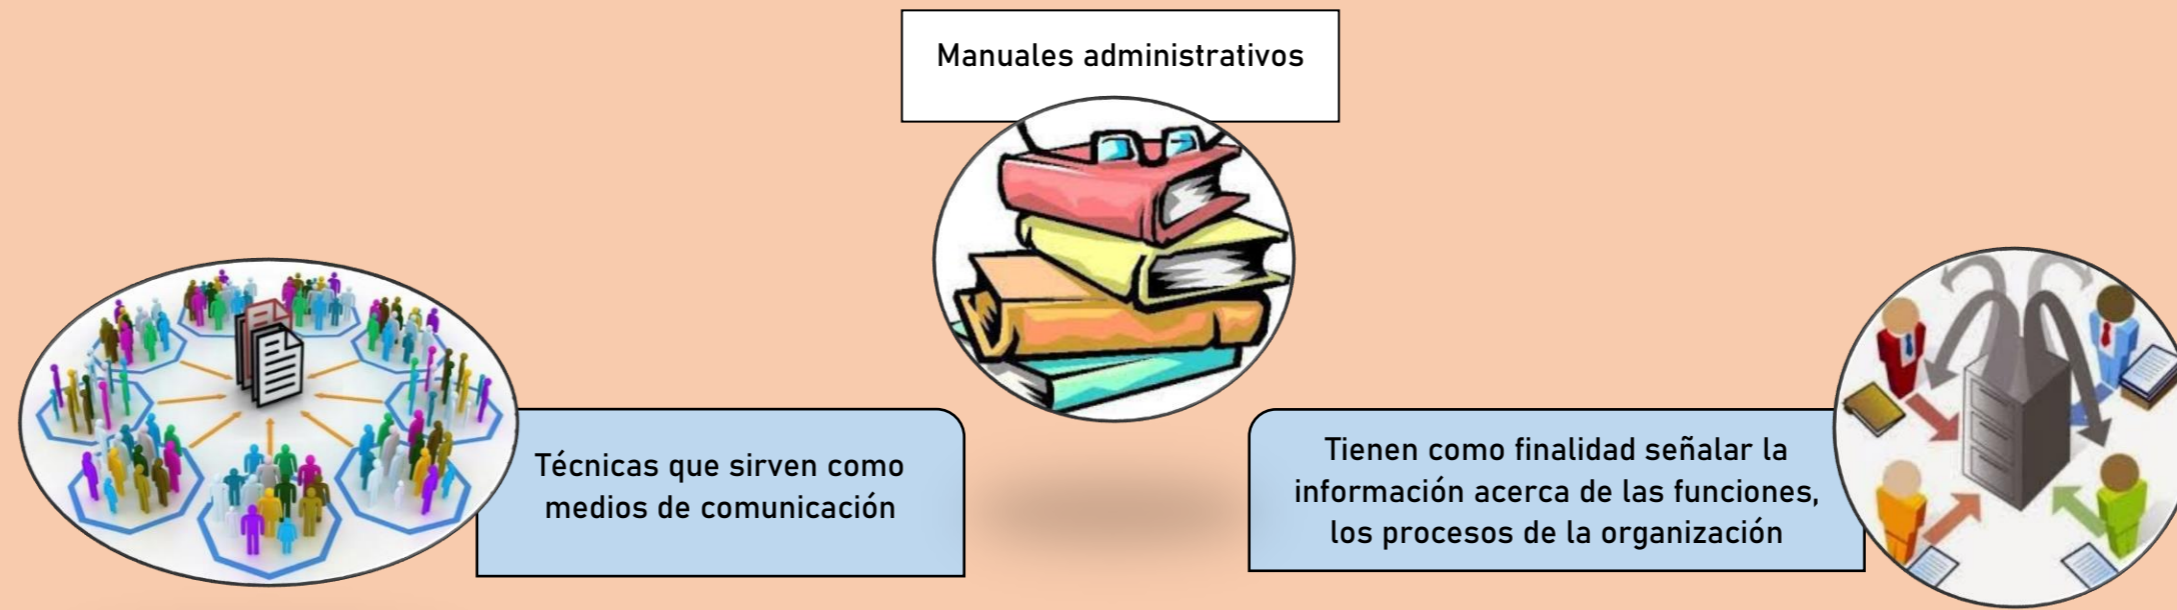 Manuales administrativos
Técnicas que sirven como
medios de comunicación
Tienen como finalidad señalar la
información acerca de las funciones,
los procesos de la organización